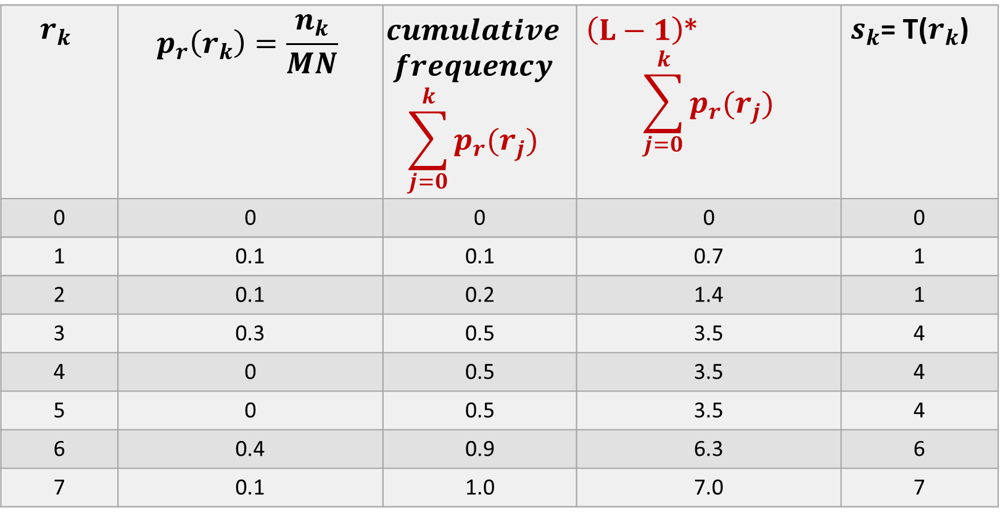 r_k p_r(r_k) = n_k/MN cumulative frequency ∑_{j=0}^{k} p_r(r_j) (L − 1)* ∑_{j=0}^{k} p_r(r_j) s_k= T(r_k)
0 0 0 0 0
1 0.1 0.1 0.7 1
2 0.1 0.2 1.4 1
3 0.3 0.5 3.5 4
4 0 0.5 3.5 4
5 0 0.5 3.5 4
6 0.4 0.9 6.3 6
7 0.1 1.0 7.0 7